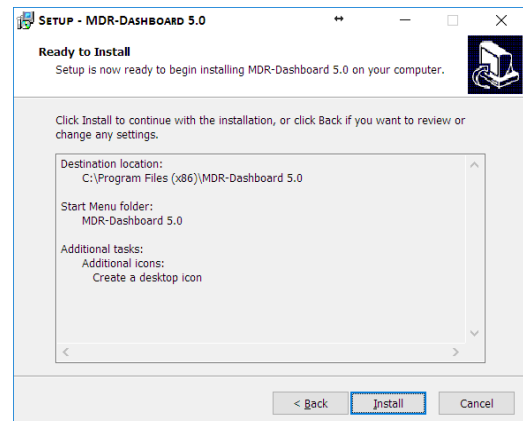 Setup - MDR-Dashboard 5.0
Ready to Install
Setup is now ready to begin installing MDR-Dashboard 5.0 on your computer.
Click Install to continue with the installation, or click Back if you want to review or
change any settings.
Destination location:
C:\Program Files (x86)\MDR-Dashboard 5.0
Start Menu folder:
MDR-Dashboard 5.0
Additional tasks:
Additional icons:
Create a desktop icon
< Back
Install
Cancel